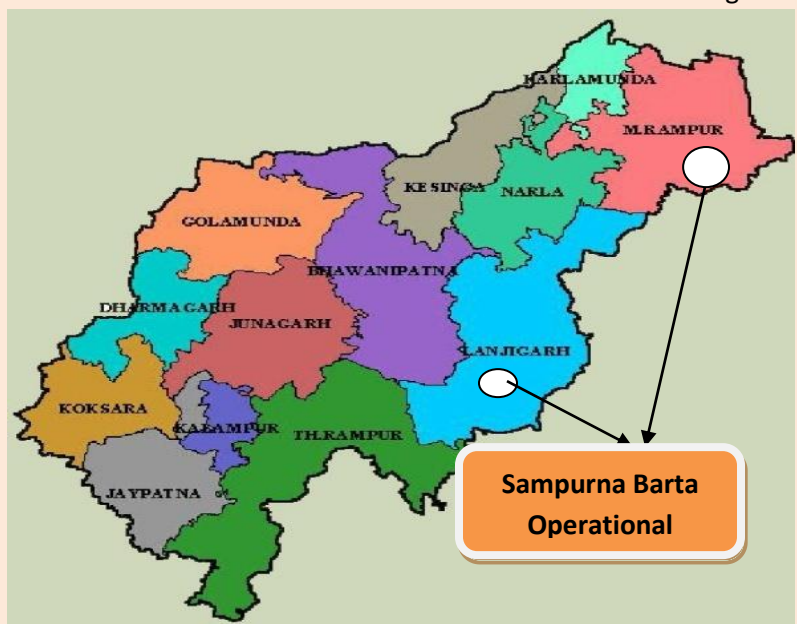 KARLAMUNDA
M.RAMPUR
KESINGA
NARLA
GOLAMUNDA
BHAWANIPATNA
DHARMAGARH
JUNAGARH
LANJIGARH
KOKSARA
KALAMPUR
TH.RAMPUR
JAYPATNA
Sampurna Barta
Operational